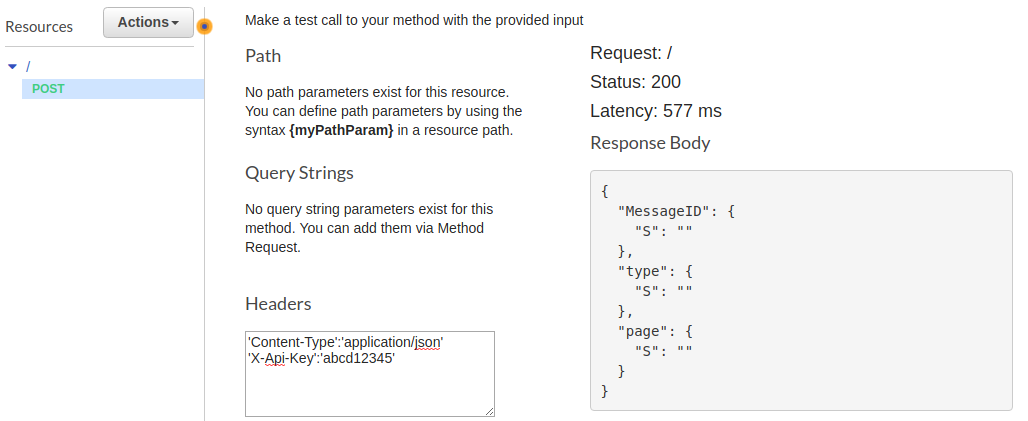 Resources
Actions
/
POST
Make a test call to your method with the provided input
Path
No path parameters exist for this resource.
You can define path parameters by using the
syntax {myPathParam} in a resource path.
Query Strings
No query string parameters exist for this
method. You can add them via Method
Request.
Headers
'Content-Type':'application/json'
'X-Api-Key':'abcd12345'
Request: /
Status: 200
Latency: 577 ms
Response Body
{
  "MessageID": {
    "S": ""
  },
  "type": {
    "S": ""
  },
  "page": {
    "S": ""
  }
}